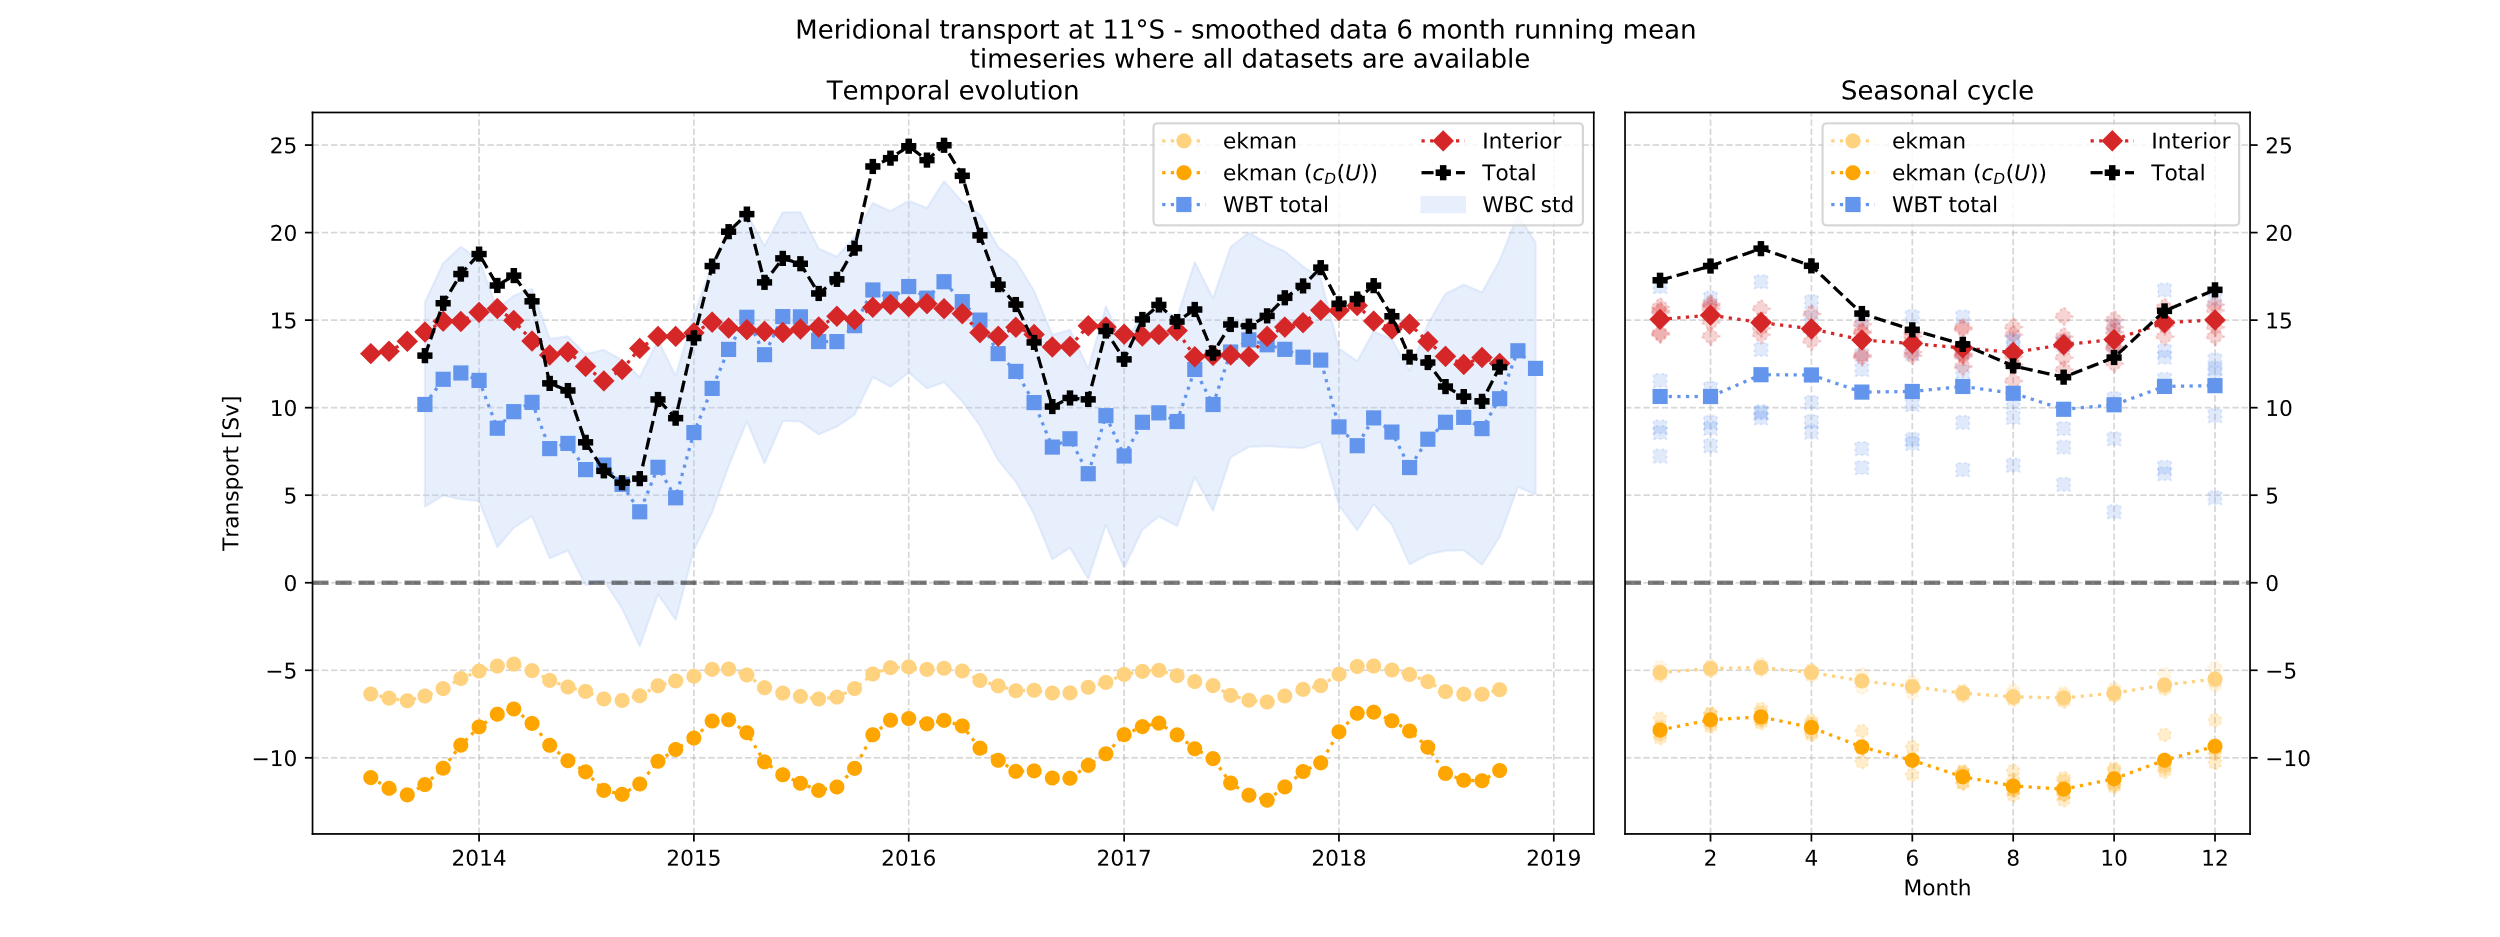 Meridional transport at 11°S - smoothed data 6 month running mean
timeseries where all datasets are available
Temporal evolution
Seasonal cycle
ekman
ekman (c_D(U))
WBT total
Interior
Total
WBC std
ekman
ekman (c_D(U))
WBT total
Interior
Total
Transport [Sv]
25
20
15
10
5
0
−5
−10
25
20
15
10
5
0
−5
−10
2014 2015 2016 2017 2018 2019
2 4 6 8 10 12
Month